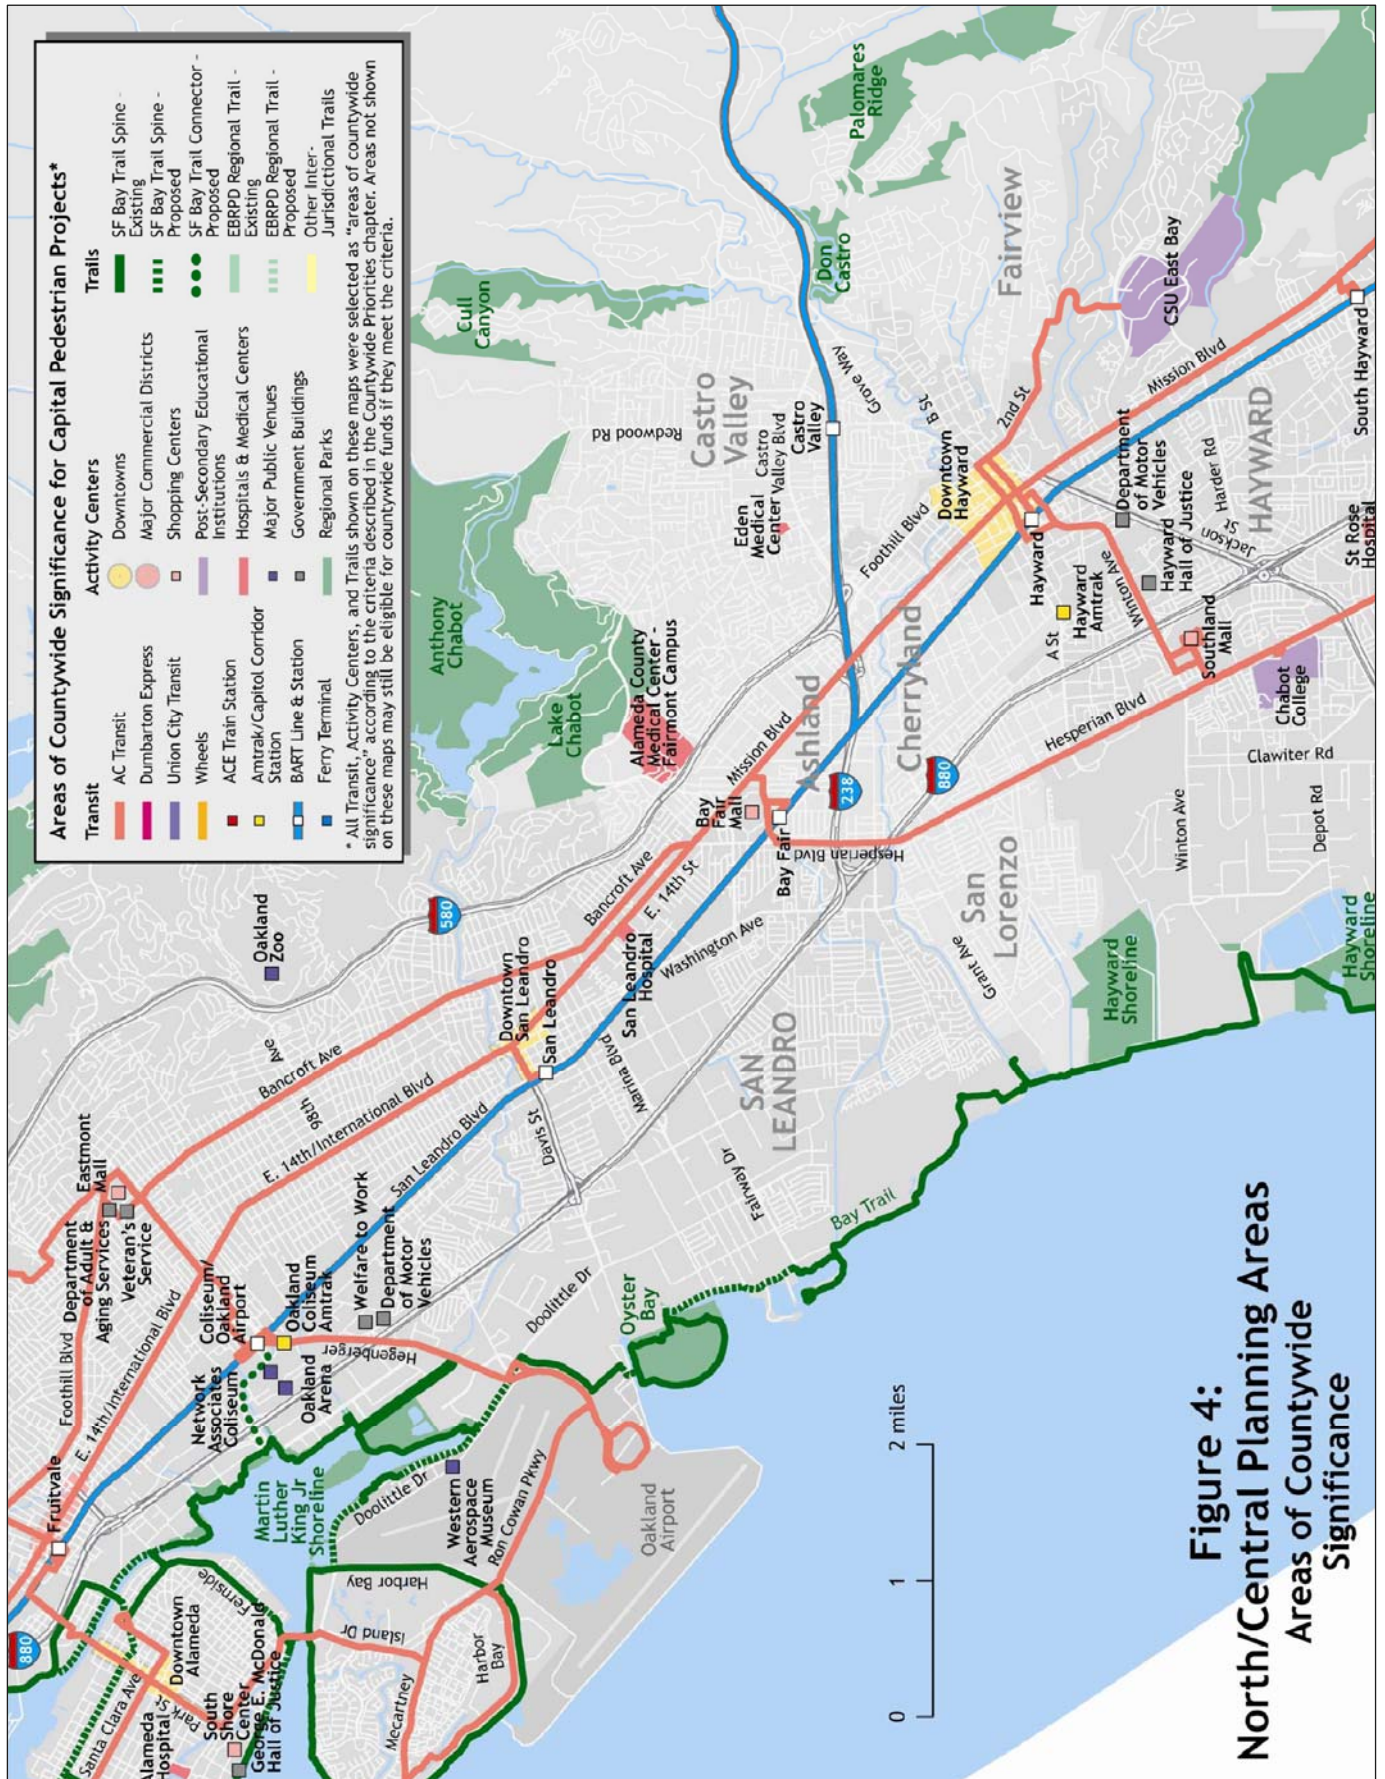 Areas of Countywide Significance for Capital Pedestrian Projects*
Transit
AC Transit
Dumbarton Express
Union City Transit
Wheels
ACE Train Station
Amtrak/Capitol Corridor
Station
BART Line & Station
Ferry Terminal
Activity Centers
Downtowns
Major Commercial Districts
Shopping Centers
Post-Secondary Educational
Institutions
Hospitals & Medical Centers
Major Public Venues
Government Buildings
Regional Parks
Trails
SF Bay Trail Spine -
Existing
SF Bay Trail Spine -
Proposed
SF Bay Trail Connector -
Proposed
EBRPD Regional Trail -
Existing
EBRPD Regional Trail -
Proposed
Other Inter-
Jurisdictional Trails
* All Transit, Activity Centers, and Trails shown on these maps were selected as "areas of countywide
significance" according to the criteria described in the Countywide Priorities chapter. Areas not shown
on these maps may still be eligible for countywide funds if they meet the criteria.
Palomares
Ridge
Cull
Canyon
Don
Castro
Fairview
CSU East Bay
Anthony
Chabot
Lake
Chabot
Castro
Valley
Redwood Rd
Castro
Valley Blvd
Castro
Valley
Grove Way
B St
2nd St
Mission Blvd
South Hayward
Eden
Medical
Center
Foothill Blvd
Downtown
Hayward
Department
of Motor
Vehicles
Harder Rd
HAYWARD
Hayward
Hayward
Hall of Justice
Jackson
St
St Rose
Hospital
Hayward
Amtrak
A St
Winton Ave
Southland
Mall
Chabot
College
Alameda County
Medical Center -
Fairmont Campus
Mission Blvd
Ashland
Cherryland
Hesperian Blvd
Clawiter Rd
238
880
Bay
Fair
Mall
Bay Fair
Hesperian Blvd
Winton Ave
Depot Rd
580
Bancroft Ave
E. 14th St
San
Lorenzo
Oakland
Zoo
Downtown
San Leandro
San Leandro
San Leandro
Hospital
Washington Ave
Grant Ave
Hayward
Shoreline
Hayward
Shoreline
Ave
98th
Bancroft Ave
E. 14th/International Blvd
San Leandro Blvd
Davis St
Marina Blvd
SAN
LEANDRO
Fairway Dr
Bay Trail
Eastmont
Mall
Department
of Adult &
Aging Services
Veteran's
Service
Coliseum/
Oakland
Airport
Oakland
Coliseum
Amtrak
Welfare to Work
Department
of Motor
Vehicles
Doolittle Dr
Oyster
Bay
Foothill Blvd
E. 14th/International Blvd
Network
Associates
Coliseum
Oakland
Arena
Hegenberger
Fruitvale
Martin
Luther
King Jr
Shoreline
Doolittle Dr
Western
Aerospace
Museum
Ron Cowan Pkwy
Oakland
Airport
880
Fernside
Harbor Bay
Downtown
Alameda
Santa Clara Ave
Park St
Island Dr
Harbor
Bay
Mecartney
Alameda
Hospital
South
Shore
Center
George E. McDonald
Hall of Justice
0 1 2 miles
Figure 4:
North/Central Planning Areas
Areas of Countywide
Significance